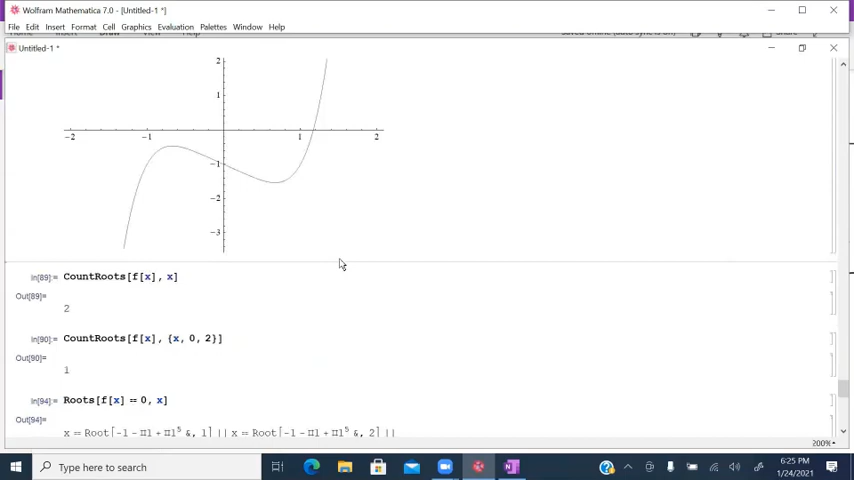 Wolfram Mathematica 7.0 - [Untitled-1 *]
File Edit Insert Format Cell Graphics Evaluation Palettes Window Help
Untitled-1 *
2
1
-2 -1 1 2
-1
-2
-3
In[89]:= CountRoots[f[x], x]
Out[89]=
2
In[90]:= CountRoots[f[x], {x, 0, 2}]
Out[90]=
1
In[94]:= Roots[f[x] == 0, x]
Out[94]=
x == Root[-1 - #1 + #1^5 &, 1] || x == Root[-1 - #1 + #1^5 &, 2] ||
200%
Type here to search
6:25 PM
1/24/2021